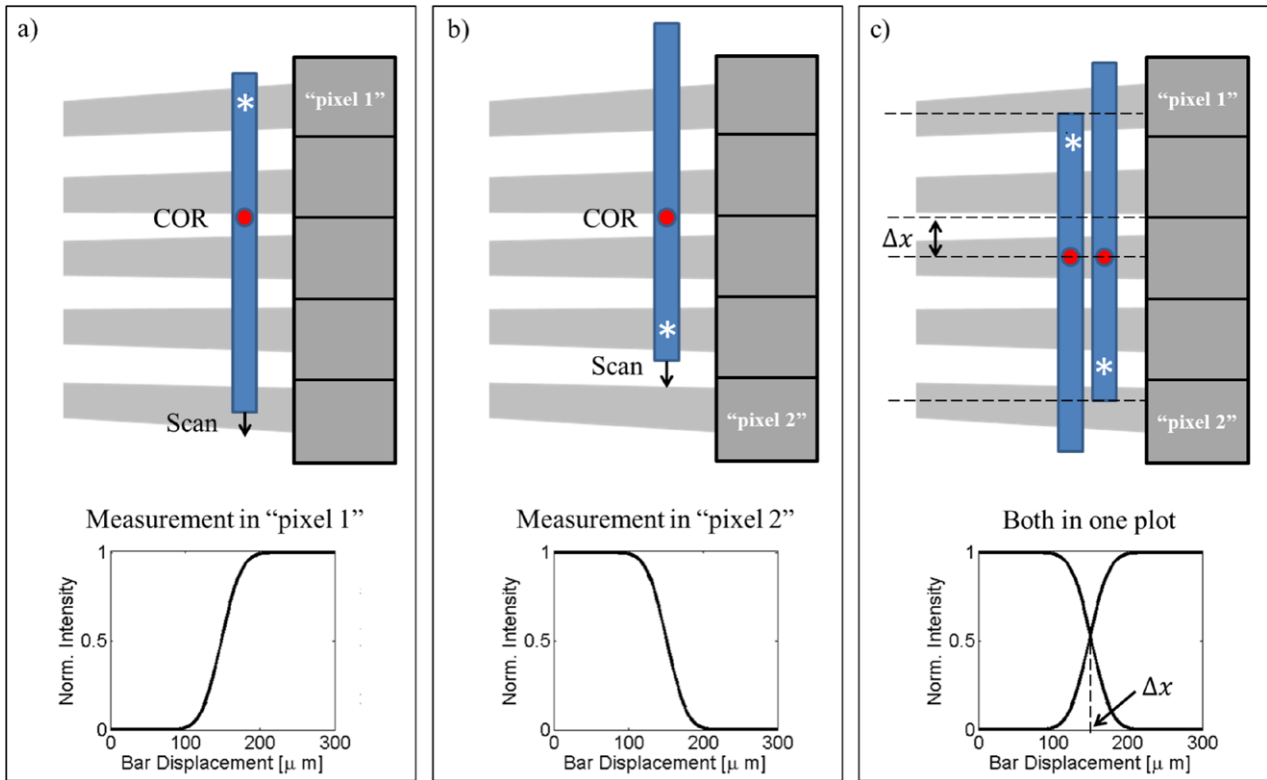 a)
*
"pixel 1"
COR
Scan
Measurement in "pixel 1"
1
0.5
0
Norm. Intensity
0 100 200 300
Bar Displacement [μ m]
b)
COR
*
Scan
"pixel 2"
Measurement in "pixel 2"
1
0.5
0
Norm. Intensity
0 100 200 300
Bar Displacement [μ m]
c)
"pixel 1"
*
Δx
*
"pixel 2"
Both in one plot
1
0.5
0
Norm. Intensity
Δx
0 100 200 300
Bar Displacement [μ m]